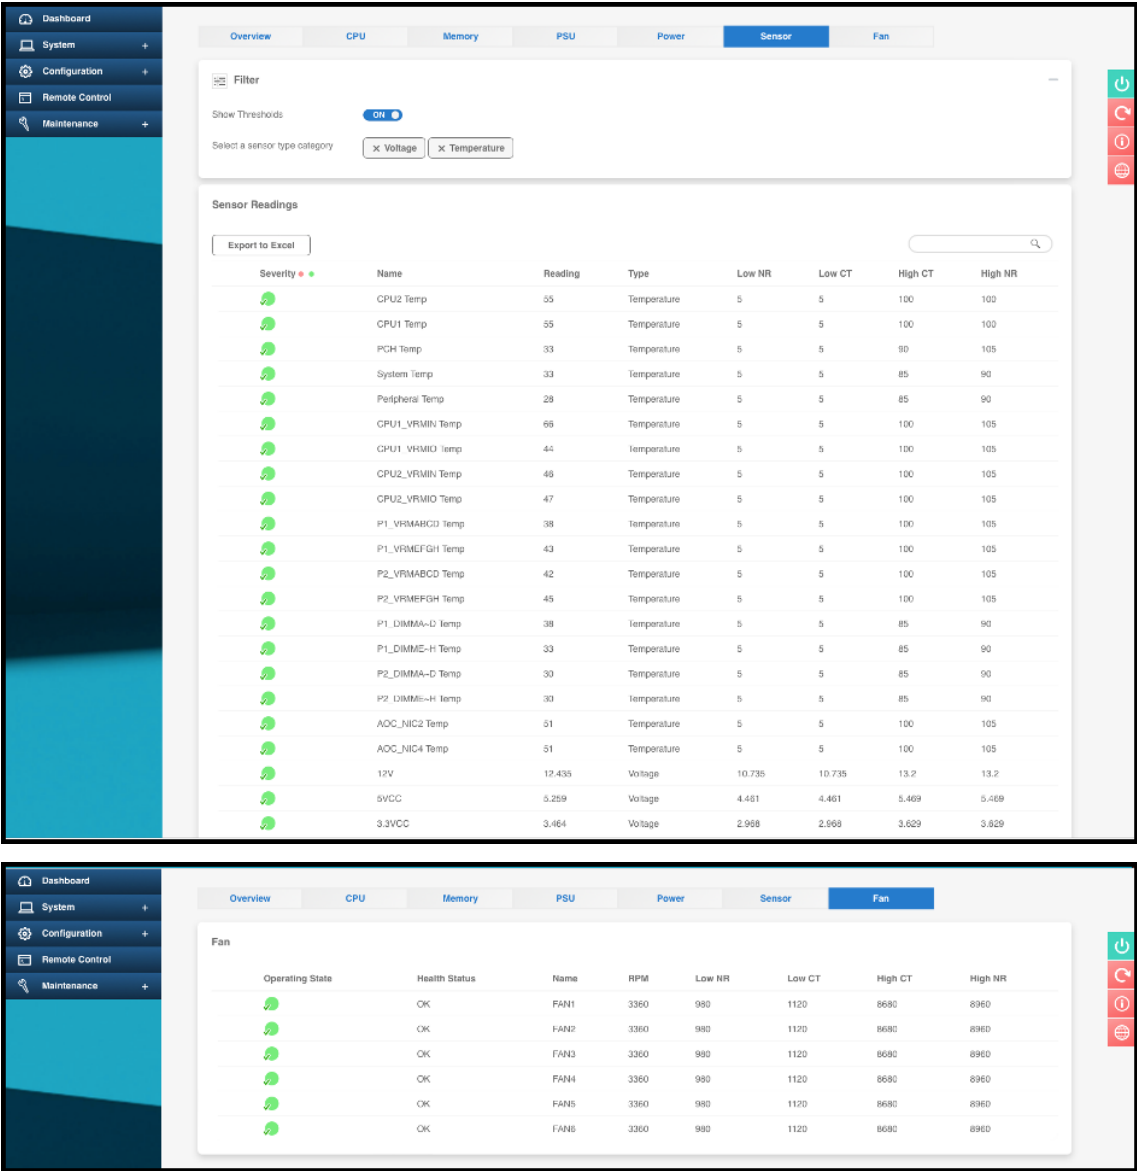 Dashboard
System +
Configuration +
Remote Control
Maintenance +
Overview CPU Memory PSU Power Sensor Fan
Filter
Show Thresholds ON
Select a sensor type category × Voltage × Temperature
Sensor Readings
Export to Excel
Severity Name Reading Type Low NR Low CT High CT High NR
CPU2 Temp 55 Temperature 5 5 100 100
CPU1 Temp 55 Temperature 5 5 100 100
PCH Temp 33 Temperature 5 5 90 105
System Temp 33 Temperature 5 5 85 90
Peripheral Temp 28 Temperature 5 5 85 90
CPU1_VRMIN Temp 66 Temperature 5 5 100 105
CPU1_VRMIO Temp 44 Temperature 5 5 100 105
CPU2_VRMIN Temp 46 Temperature 5 5 100 105
CPU2_VRMIO Temp 47 Temperature 5 5 100 105
P1_VRMABCD Temp 38 Temperature 5 5 100 105
P1_VRMEFGH Temp 43 Temperature 5 5 100 105
P2_VRMABCD Temp 42 Temperature 5 5 100 105
P2_VRMEFGH Temp 45 Temperature 5 5 100 105
P1_DIMMA~D Temp 38 Temperature 5 5 85 90
P1_DIMME~H Temp 33 Temperature 5 5 85 90
P2_DIMMA~D Temp 30 Temperature 5 5 85 90
P2_DIMME~H Temp 30 Temperature 5 5 85 90
AOC_NIC2 Temp 51 Temperature 5 5 100 105
AOC_NIC4 Temp 51 Temperature 5 5 100 105
12V 12.435 Voltage 10.735 10.735 13.2 13.2
5VCC 5.259 Voltage 4.461 4.461 5.469 5.469
3.3VCC 3.464 Voltage 2.968 2.968 3.629 3.629
Dashboard
System +
Configuration +
Remote Control
Maintenance +
Overview CPU Memory PSU Power Sensor Fan
Fan
Operating State Health Status Name RPM Low NR Low CT High CT High NR
OK FAN1 3360 980 1120 8680 8960
OK FAN2 3360 980 1120 8680 8960
OK FAN3 3360 980 1120 8680 8960
OK FAN4 3360 980 1120 8680 8960
OK FAN5 3360 980 1120 8680 8960
OK FAN6 3360 980 1120 8680 8960